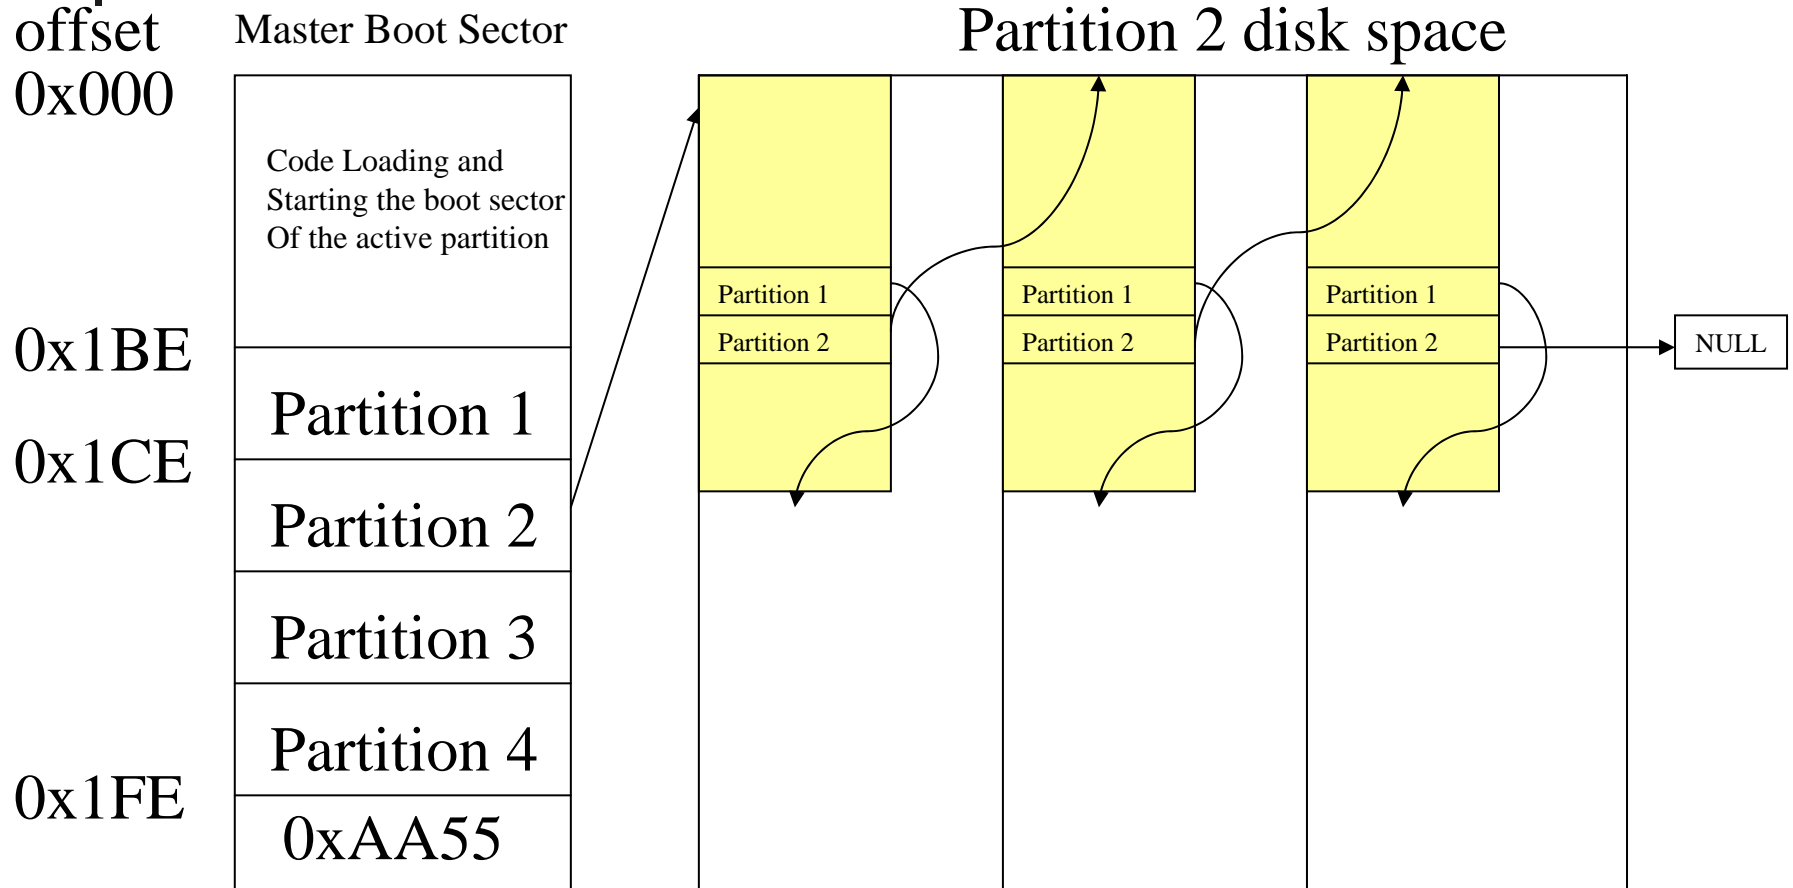 offset
Master Boot Sector
Partition 2 disk space
0x000
Code Loading and
Starting the boot sector
Of the active partition
0x1BE
Partition 1
0x1CE
Partition 2
Partition 3
Partition 4
0x1FE
0xAA55
Partition 1
Partition 2
Partition 1
Partition 2
Partition 1
Partition 2
NULL